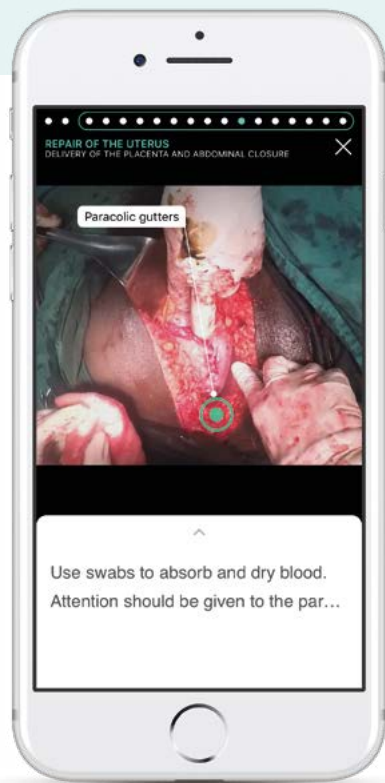 REPAIR OF THE UTERUS
DELIVERY OF THE PLACENTA AND ABDOMINAL CLOSURE
Paracolic gutters
Use swabs to absorb and dry blood.
Attention should be given to the par...